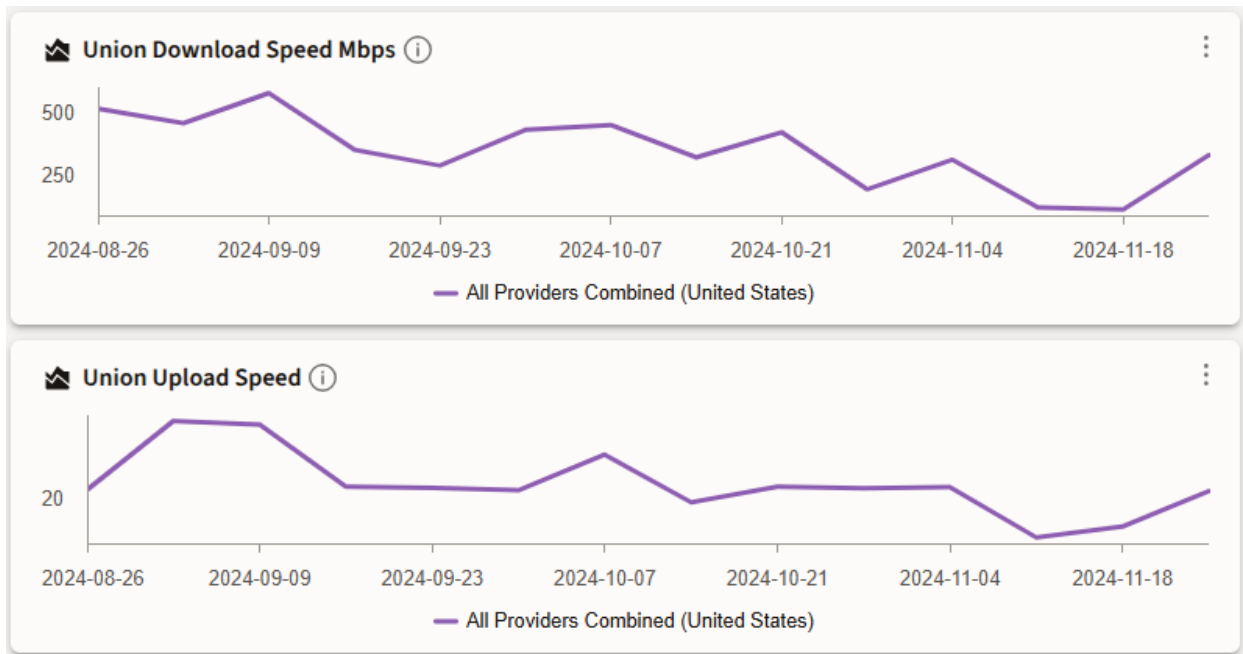 Union Download Speed Mbps
500
250
2024-08-26 2024-09-09 2024-09-23 2024-10-07 2024-10-21 2024-11-04 2024-11-18
All Providers Combined (United States)
Union Upload Speed
20
2024-08-26 2024-09-09 2024-09-23 2024-10-07 2024-10-21 2024-11-04 2024-11-18
All Providers Combined (United States)